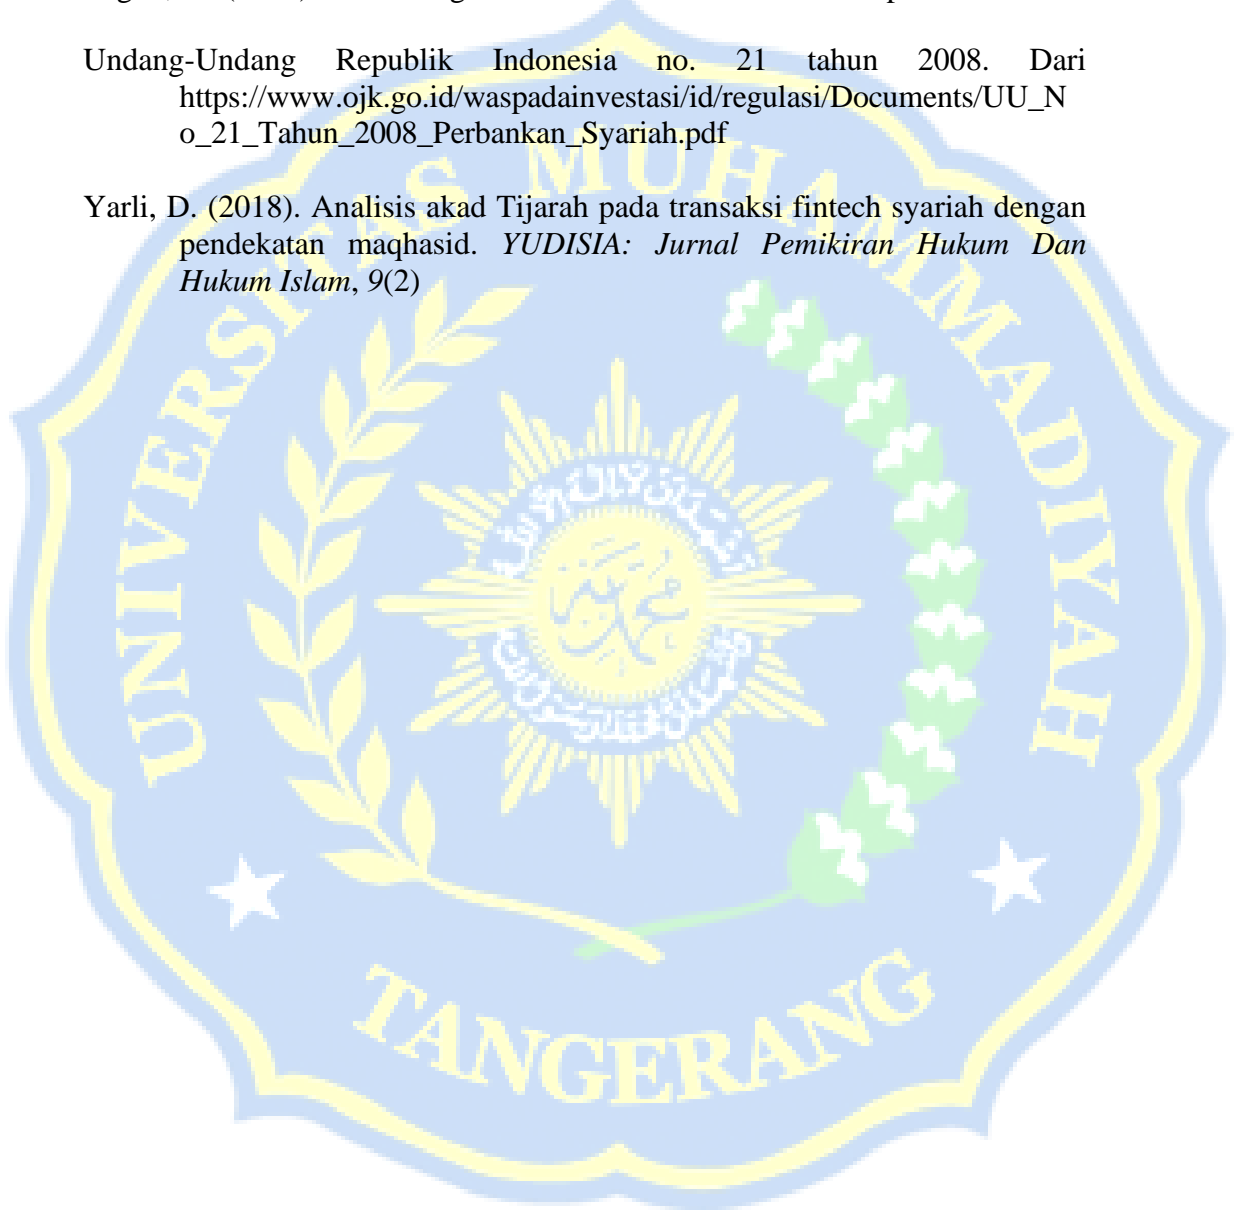 Undang-Undang Republik Indonesia no. 21 tahun 2008. Dari
https://www.ojk.go.id/waspadainvestasi/id/regulasi/Documents/UU_N
o_21_Tahun_2008_Perbankan_Syariah.pdf
Yarli, D. (2018). Analisis akad Tijarah pada transaksi fintech syariah dengan
pendekatan maqhasid. YUDISIA: Jurnal Pemikiran Hukum Dan
Hukum Islam, 9(2)
UNIVERSITAS MUHAMMADIYAH
TANGERANG